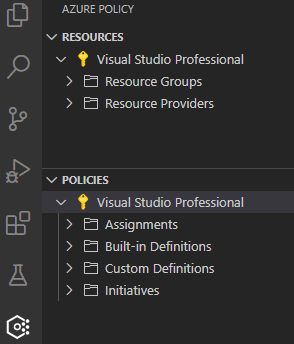 AZURE POLICY
RESOURCES
Visual Studio Professional
Resource Groups
Resource Providers
POLICIES
Visual Studio Professional
Assignments
Built-in Definitions
Custom Definitions
Initiatives